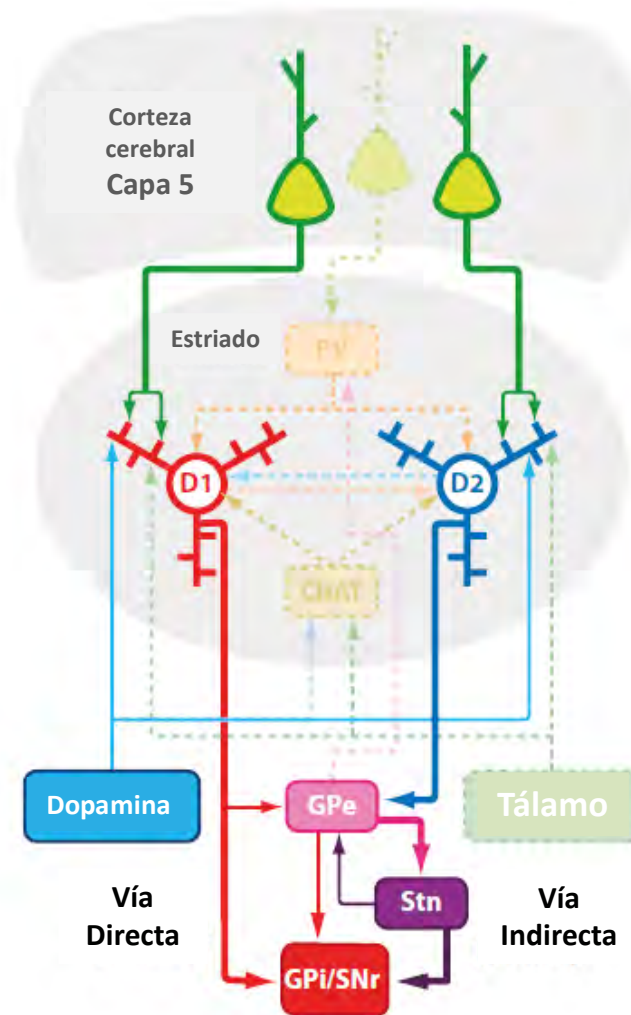 Corteza
cerebral
Capa 5
Estriado
PV
D1
D2
ChAT
Dopamina
GPe
Tálamo
Vía
Directa
Stn
Vía
Indirecta
GPi/SNr